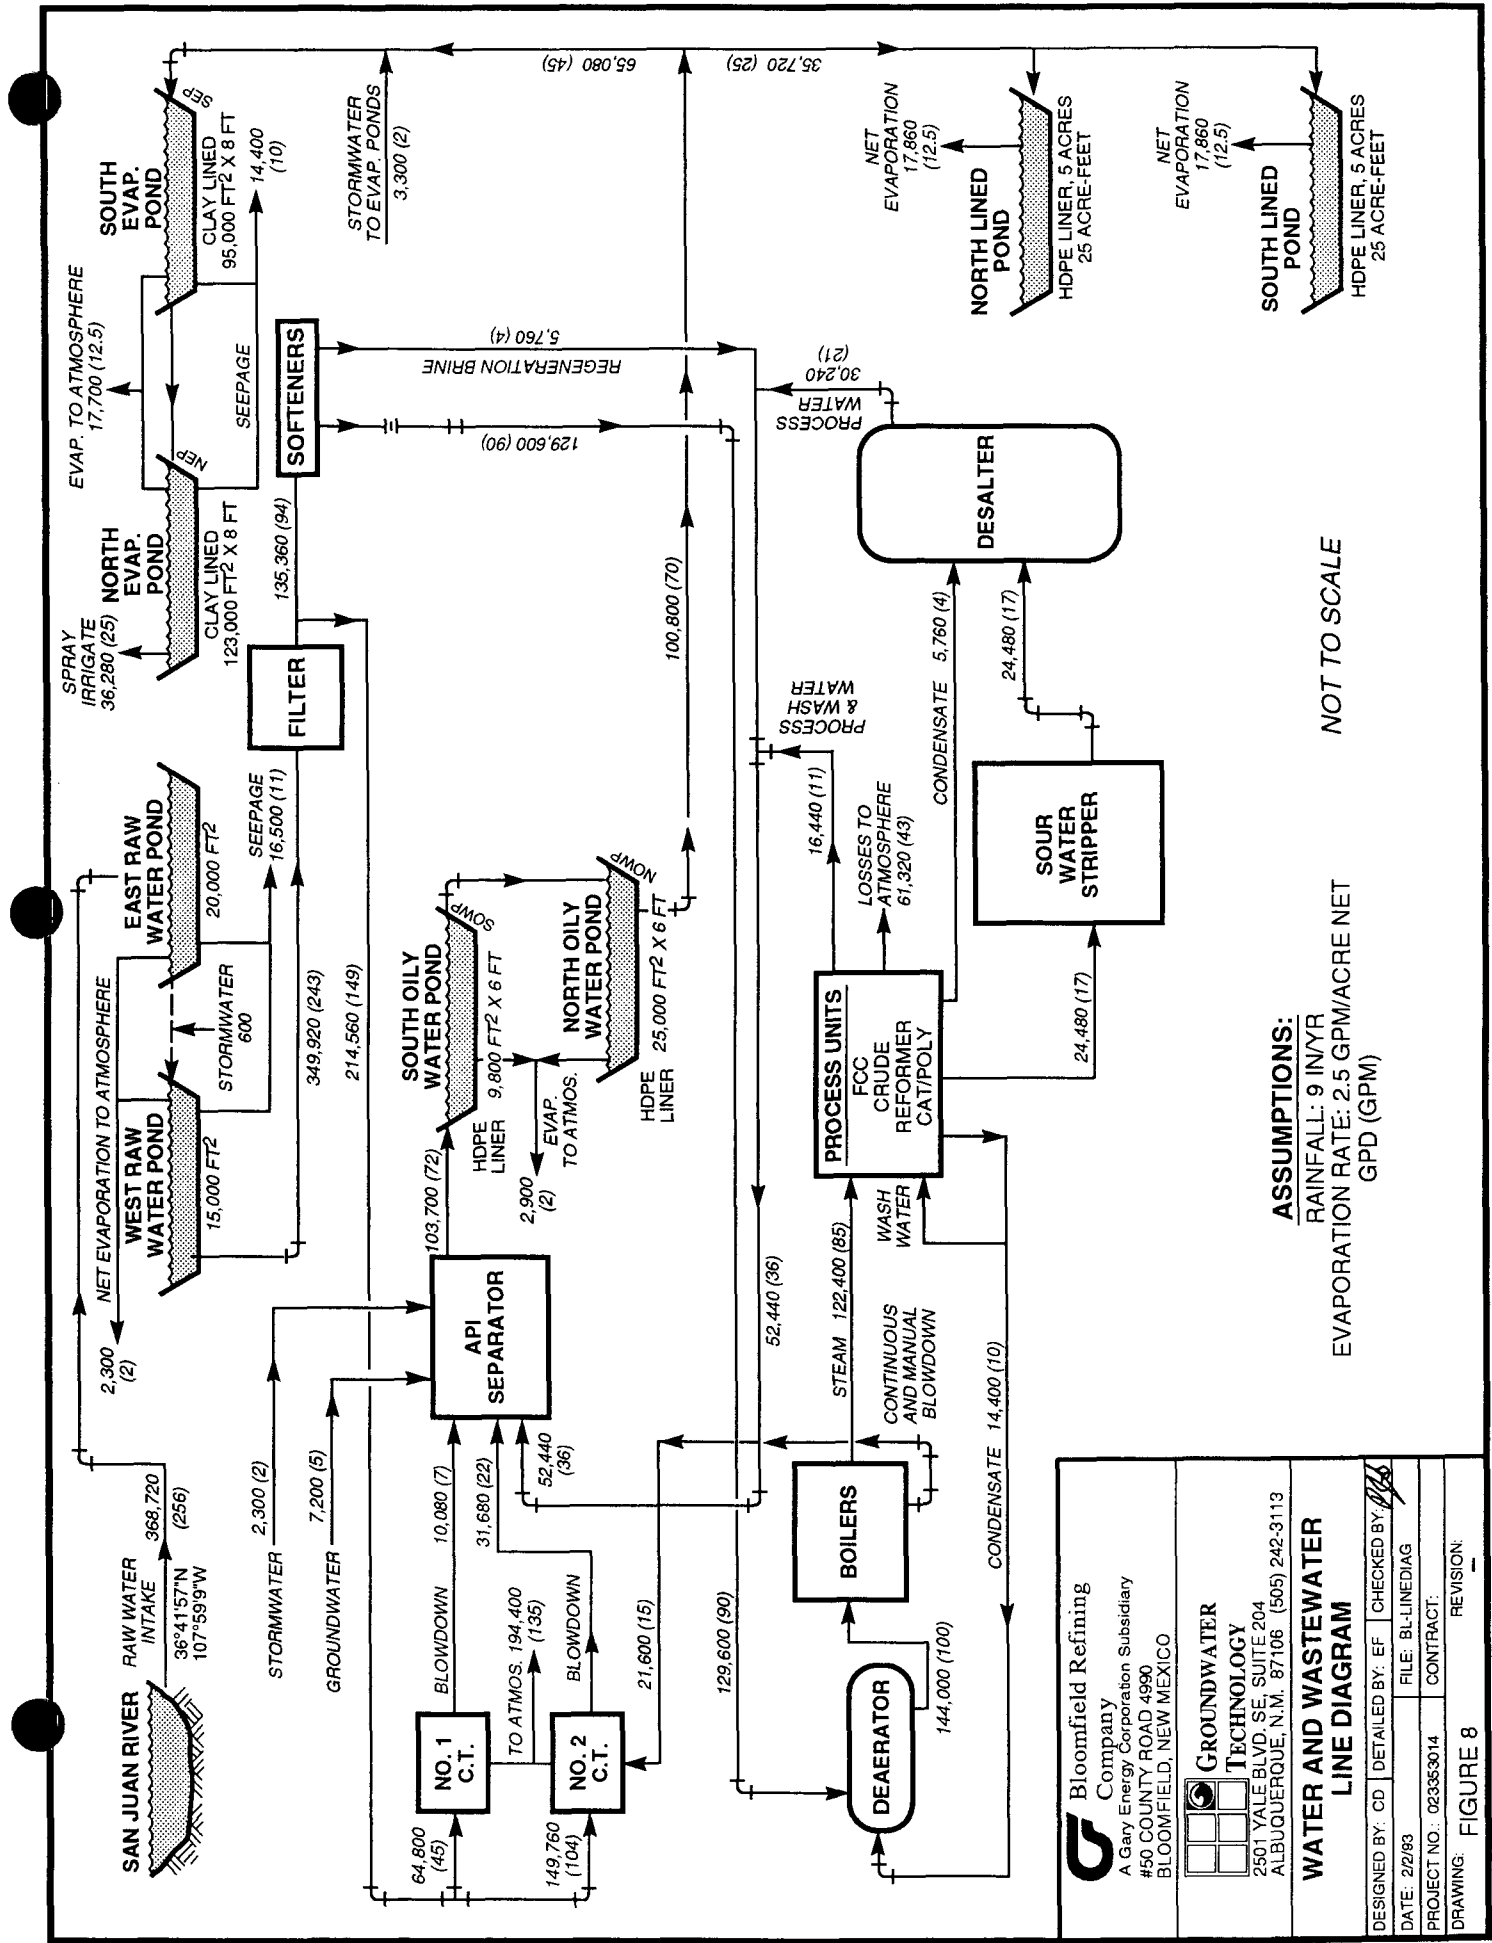 SAN JUAN RIVER
RAW WATER
INTAKE
36°41'57"N
107°59'9"W
368,720
(256)
NET EVAPORATION TO ATMOSPHERE
2,300
(2)
WEST RAW
WATER POND
15,000 FT2
EAST RAW
WATER POND
20,000 FT2
STORMWATER
600
SEEPAGE
16,500 (11)
349,920 (243)
214,560 (149)
FILTER
135,360 (94)
SOFTENERS
SPRAY
IRRIGATE
36,280 (25)
NORTH
EVAP.
POND
NEP
CLAY LINED
123,000 FT2 X 8 FT
EVAP. TO ATMOSPHERE
17,700 (12.5)
SOUTH
EVAP.
POND
SEP
CLAY LINED
95,000 FT2 X 8 FT
SEEPAGE
14,400
(10)
STORMWATER
2,300 (2)
GROUNDWATER
7,200 (5)
BLOWDOWN
10,080 (7)
31,680 (22)
52,440
(36)
API
SEPARATOR
103,700 (72)
SOUTH OILY
WATER POND
SOWP
HDPE
LINER
9,800 FT2 X 6 FT
2,900
(2)
EVAP.
TO ATMOS.
NORTH OILY
WATER POND
NOWP
HDPE
LINER
25,000 FT2 X 6 FT
100,800 (70)
129,600 (90)
REGENERATION BRINE
5,760 (4)
STORMWATER
TO EVAP. PONDS
3,300 (2)
65,080 (45)
35,720 (25)
NO. 1
C.T.
TO ATMOS. 194,400
(135)
NO. 2
C.T.
BLOWDOWN
64,800
(45)
149,760
(104)
21,600 (15)
129,600 (90)
52,440 (36)
DEAERATOR
144,000 (100)
BOILERS
CONTINUOUS
AND MANUAL
BLOWDOWN
STEAM 122,400 (85)
WASH
WATER
CONDENSATE 14,400 (10)
PROCESS UNITS
FCC
CRUDE
REFORMER
CAT/POLY
16,440 (11)
PROCESS
& WASH
WATER
LOSSES TO
ATMOSPHERE
61,320 (43)
CONDENSATE 5,760 (4)
24,480 (17)
SOUR
WATER
STRIPPER
24,480 (17)
DESALTER
PROCESS
WATER
30,240
(21)
NET
EVAPORATION
17,860
(12.5)
NORTH LINED
POND
HDPE LINER, 5 ACRES
25 ACRE-FEET
NET
EVAPORATION
17,860
(12.5)
SOUTH LINED
POND
HDPE LINER, 5 ACRES
25 ACRE-FEET
NOT TO SCALE
ASSUMPTIONS:
RAINFALL: 9 IN/YR
EVAPORATION RATE: 2.5 GPM/ACRE NET
GPD (GPM)
Bloomfield Refining
Company
A Gary Energy Corporation Subsidiary
#50 COUNTY ROAD 4990
BLOOMFIELD, NEW MEXICO
GROUNDWATER
TECHNOLOGY
2501 YALE BLVD. SE, SUITE 204
ALBUQUERQUE, N.M. 87106 (505) 242-3113
WATER AND WASTEWATER
LINE DIAGRAM
DESIGNED BY: CD DETAILED BY: EF CHECKED BY:
DATE: 2/2/93 FILE: BL-LINEDIAG
PROJECT NO.: 023353014 CONTRACT:
DRAWING: FIGURE 8 REVISION: –